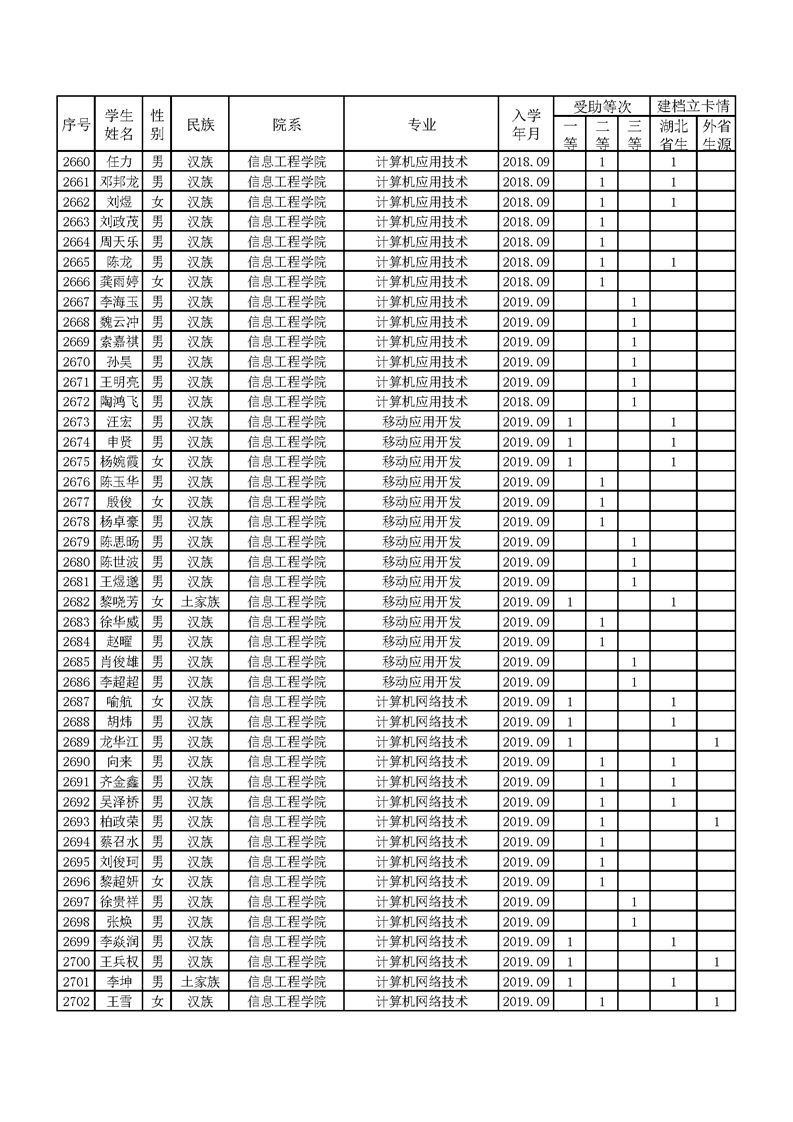 序号 学生姓名 性别 民族 院系 专业 入学年月 受助等次 建档立卡情
一等 二等 三等 湖北省生 外省生源
2660 任力 男 汉族 信息工程学院 计算机应用技术 2018.09 1 1
2661 邓邦龙 男 汉族 信息工程学院 计算机应用技术 2018.09 1 1
2662 刘煜 女 汉族 信息工程学院 计算机应用技术 2018.09 1 1
2663 刘政茂 男 汉族 信息工程学院 计算机应用技术 2018.09 1
2664 周天乐 男 汉族 信息工程学院 计算机应用技术 2018.09 1
2665 陈龙 男 汉族 信息工程学院 计算机应用技术 2018.09 1 1
2666 龚雨婷 女 汉族 信息工程学院 计算机应用技术 2018.09 1
2667 李海玉 男 汉族 信息工程学院 计算机应用技术 2019.09 1
2668 魏云冲 男 汉族 信息工程学院 计算机应用技术 2019.09 1
2669 索嘉祺 男 汉族 信息工程学院 计算机应用技术 2019.09 1
2670 孙昊 男 汉族 信息工程学院 计算机应用技术 2019.09 1
2671 王明亮 男 汉族 信息工程学院 计算机应用技术 2019.09 1
2672 陶鸿飞 男 汉族 信息工程学院 计算机应用技术 2018.09 1
2673 汪宏 男 汉族 信息工程学院 移动应用开发 2019.09 1 1
2674 申贤 男 汉族 信息工程学院 移动应用开发 2019.09 1 1
2675 杨婉霞 女 汉族 信息工程学院 移动应用开发 2019.09 1 1
2676 陈玉华 男 汉族 信息工程学院 移动应用开发 2019.09 1
2677 殷俊 女 汉族 信息工程学院 移动应用开发 2019.09 1
2678 杨卓豪 男 汉族 信息工程学院 移动应用开发 2019.09 1
2679 陈思旸 男 汉族 信息工程学院 移动应用开发 2019.09 1
2680 陈世波 男 汉族 信息工程学院 移动应用开发 2019.09 1
2681 王煜邃 男 汉族 信息工程学院 移动应用开发 2019.09 1
2682 黎晓芳 女 土家族 信息工程学院 移动应用开发 2019.09 1 1
2683 徐华威 男 汉族 信息工程学院 移动应用开发 2019.09 1
2684 赵曜 男 汉族 信息工程学院 移动应用开发 2019.09 1
2685 肖俊雄 男 汉族 信息工程学院 移动应用开发 2019.09 1
2686 李超超 男 汉族 信息工程学院 移动应用开发 2019.09 1
2687 喻航 女 汉族 信息工程学院 计算机网络技术 2019.09 1 1
2688 胡炜 男 汉族 信息工程学院 计算机网络技术 2019.09 1 1
2689 龙华江 男 汉族 信息工程学院 计算机网络技术 2019.09 1 1
2690 向来 男 汉族 信息工程学院 计算机网络技术 2019.09 1 1
2691 齐金鑫 男 汉族 信息工程学院 计算机网络技术 2019.09 1 1
2692 吴泽桥 男 汉族 信息工程学院 计算机网络技术 2019.09 1 1
2693 柏政荣 男 汉族 信息工程学院 计算机网络技术 2019.09 1 1
2694 蔡召水 男 汉族 信息工程学院 计算机网络技术 2019.09 1
2695 刘俊珂 男 汉族 信息工程学院 计算机网络技术 2019.09 1
2696 黎超妍 女 汉族 信息工程学院 计算机网络技术 2019.09 1
2697 徐贵祥 男 汉族 信息工程学院 计算机网络技术 2019.09 1
2698 张焕 男 汉族 信息工程学院 计算机网络技术 2019.09 1
2699 李焱润 男 汉族 信息工程学院 计算机网络技术 2019.09 1 1
2700 王兵权 男 汉族 信息工程学院 计算机网络技术 2019.09 1 1
2701 李坤 男 土家族 信息工程学院 计算机网络技术 2019.09 1 1
2702 王雪 女 汉族 信息工程学院 计算机网络技术 2019.09 1 1